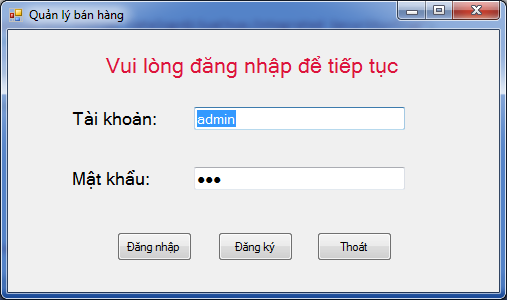 Quản lý bán hàng
Vui lòng đăng nhập để tiếp tục
Tài khoản: admin
Mật khẩu: ●●●
Đăng nhập Đăng ký Thoát